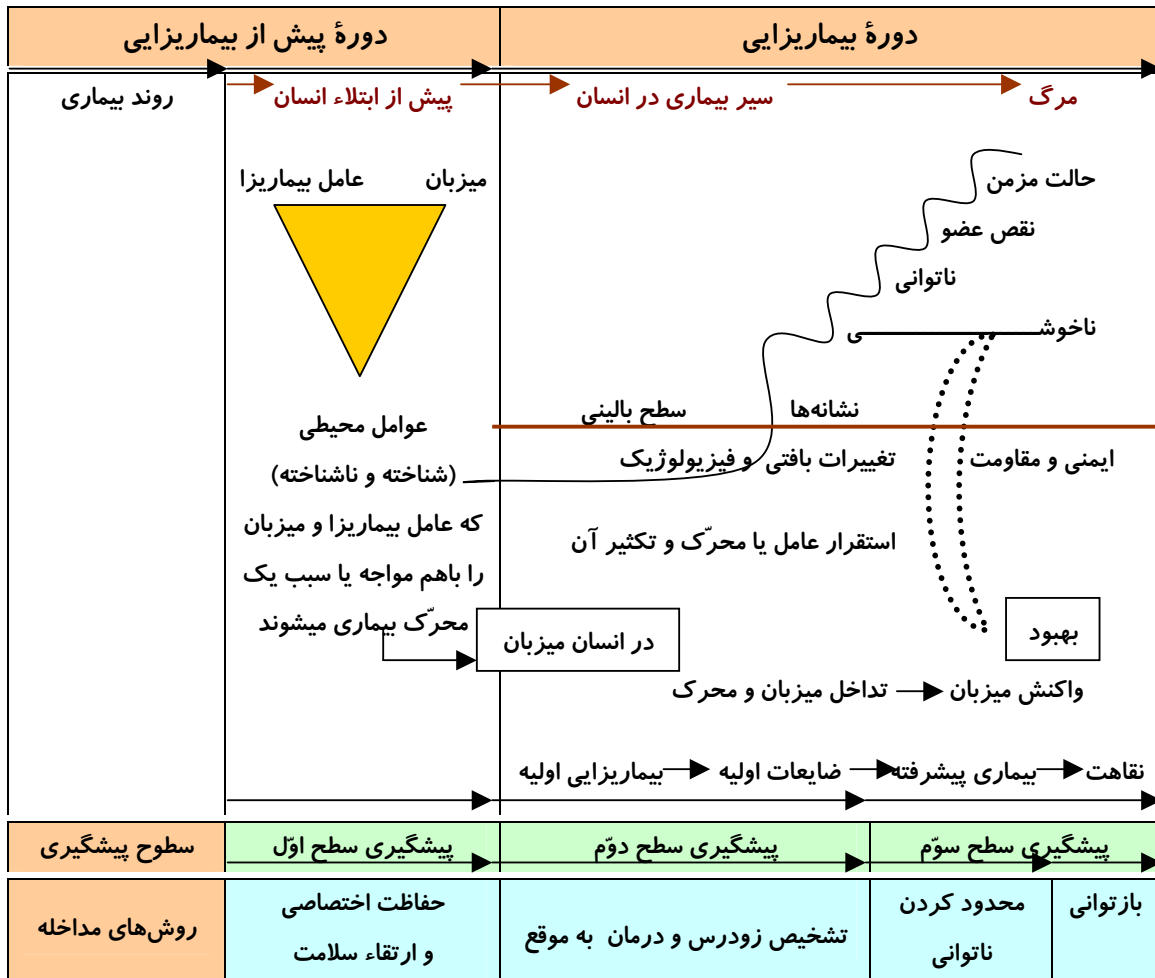 دورهٔ پیش از بیماریزایی
دورهٔ بیماریزایی
روند بیماری
پیش از ابتلاء انسان
سیر بیماری در انسان
مرگ
عامل بیماریزا
میزبان
حالت مزمن
نقص عضو
ناتوانی
ناخوشی
عوامل محیطی
(شناخته و ناشناخته)
که عامل بیماریزا و میزبان
را باهم مواجه یا سبب یک
محرّک بیماری میشوند
سطح بالینی
نشانه‌ها
تغییرات بافتی و فیزیولوژیک
ایمنی و مقاومت
استقرار عامل یا محرّک و تکثیر آن
در انسان میزبان
بهبود
تداخل میزبان و محرک
واکنش میزبان
بیماریزایی اولیه
ضایعات اولیه
بیماری پیشرفته
نقاهت
سطوح پیشگیری
پیشگیری سطح اوّل
پیشگیری سطح دوّم
پیشگیری سطح سوّم
روش‌های مداخله
حفاظت اختصاصی
و ارتقاء سلامت
تشخیص زودرس و درمان به موقع
محدود کردن
ناتوانی
بازتوانی